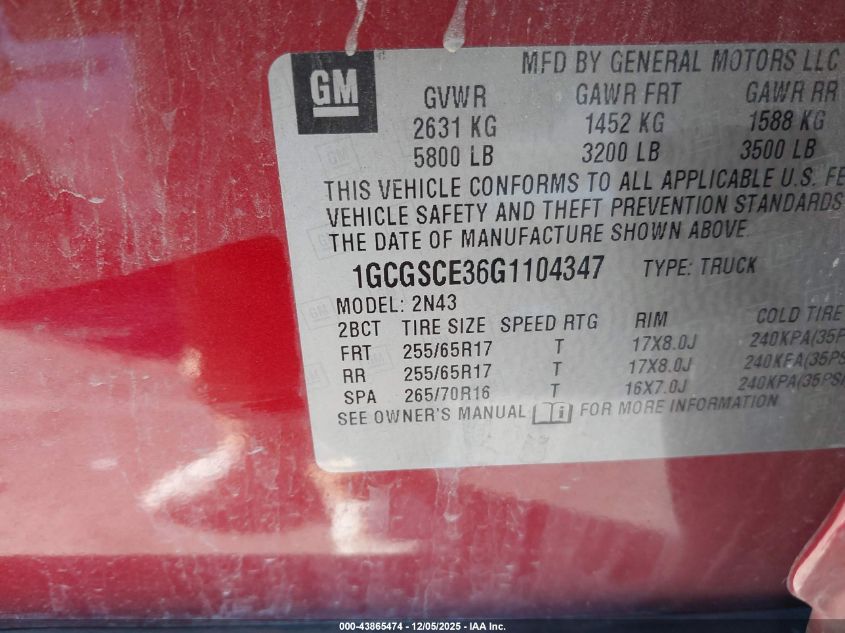 GM
MFD BY GENERAL MOTORS LLC
GVWR GAWR FRT GAWR RR
2631 KG 1452 KG 1588 KG
5800 LB 3200 LB 3500 LB
THIS VEHICLE CONFORMS TO ALL APPLICABLE U.S. FE
VEHICLE SAFETY AND THEFT PREVENTION STANDARDS
THE DATE OF MANUFACTURE SHOWN ABOVE.
1GCGSCE36G1104347 TYPE: TRUCK
MODEL: 2N43
2BCT TIRE SIZE SPEED RTG RIM COLD TIRE
FRT 255/65R17 T 17X8.0J 240KPA(35P
RR 255/65R17 T 17X8.0J 240KPA(35PS
SPA 265/70R16 T 16X7.0J 240KPA(35PS
SEE OWNER'S MANUAL FOR MORE INFORMATION
000-43865474 - 12/05/2025 - IAA Inc.